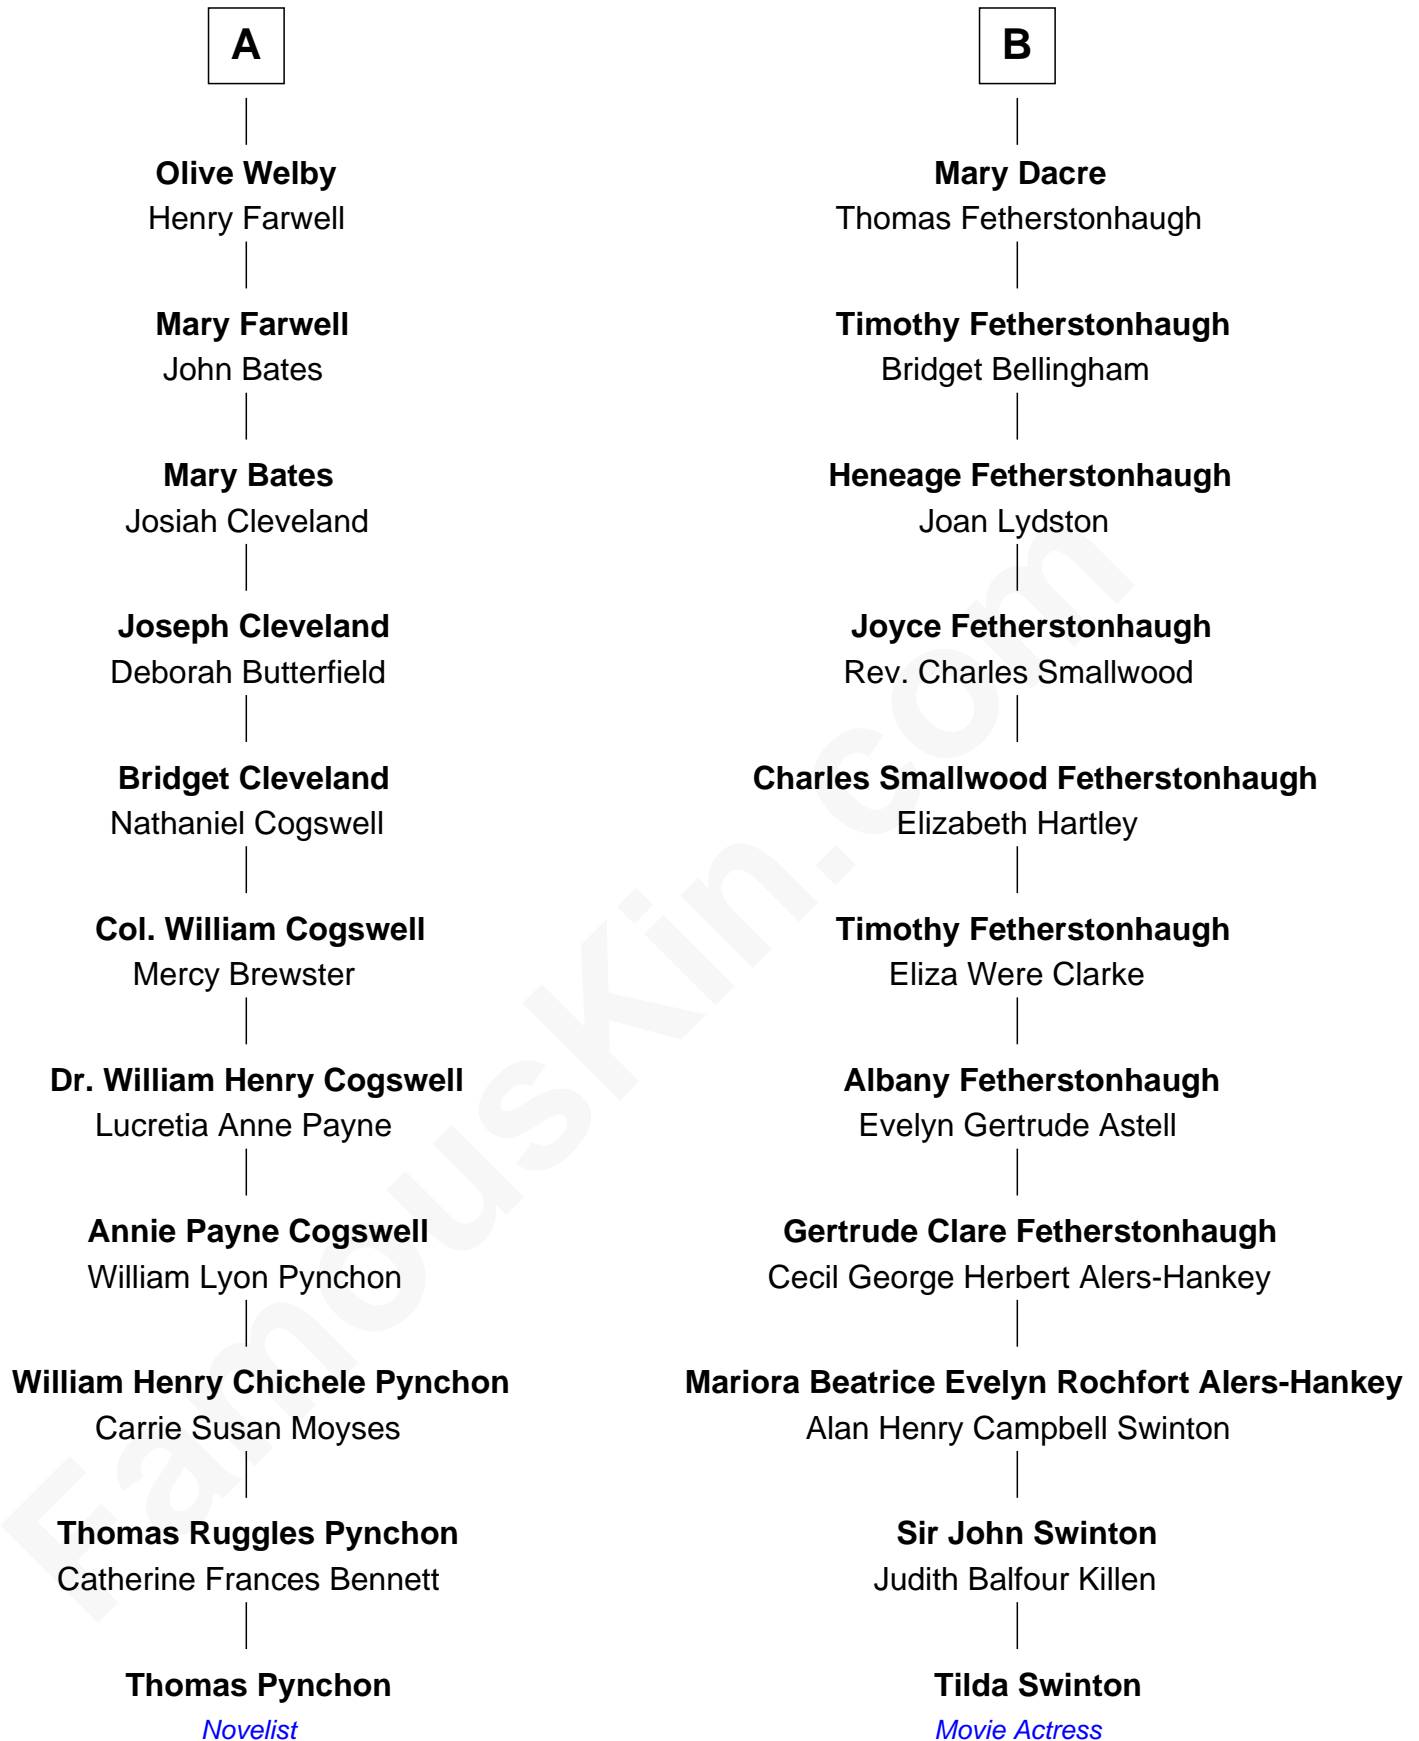 A
Olive Welby
Henry Farwell
Mary Farwell
John Bates
Mary Bates
Josiah Cleveland
Joseph Cleveland
Deborah Butterfield
Bridget Cleveland
Nathaniel Cogswell
Col. William Cogswell
Mercy Brewster
Dr. William Henry Cogswell
Lucretia Anne Payne
Annie Payne Cogswell
William Lyon Pynchon
William Henry Chichele Pynchon
Carrie Susan Moyses
Thomas Ruggles Pynchon
Catherine Frances Bennett
Thomas Pynchon
Novelist
B
Mary Dacre
Thomas Fetherstonhaugh
Timothy Fetherstonhaugh
Bridget Bellingham
Heneage Fetherstonhaugh
Joan Lydston
Joyce Fetherstonhaugh
Rev. Charles Smallwood
Charles Smallwood Fetherstonhaugh
Elizabeth Hartley
Timothy Fetherstonhaugh
Eliza Were Clarke
Albany Fetherstonhaugh
Evelyn Gertrude Astell
Gertrude Clare Fetherstonhaugh
Cecil George Herbert Alers-Hankey
Mariora Beatrice Evelyn Rochfort Alers-Hankey
Alan Henry Campbell Swinton
Sir John Swinton
Judith Balfour Killen
Tilda Swinton
Movie Actress
FamousKin.com